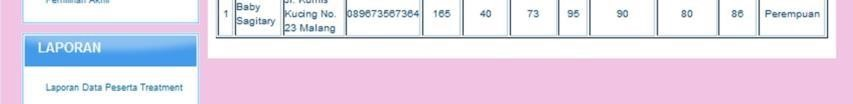 Pemilihan Akhir
LAPORAN
Laporan Data Peserta Treatment
1 Baby Sagitary Jl. Kumis Kucing No. 23 Malang 089673567364 165 40 73 95 90 80 86 Perempuan